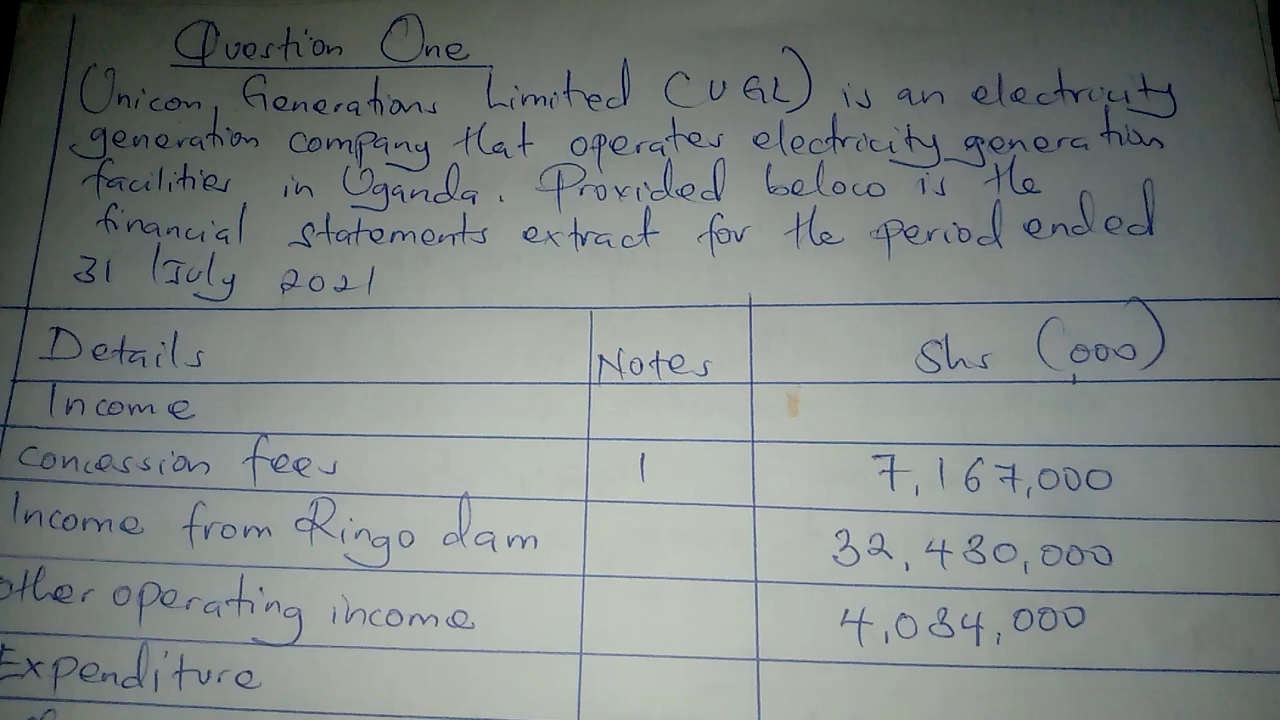 Question One
Unicon, Generations Limited (UGL) is an electricity
generation company that operates electricity generation
facilities in Uganda. Provided below is the
financial statements extract for the period ended
31 July 2021
Details Notes Shs (,000)
Income
Concession fees 1 7,167,000
Income from Ringo dam 32,430,000
other operating income 4,034,000
Expenditure